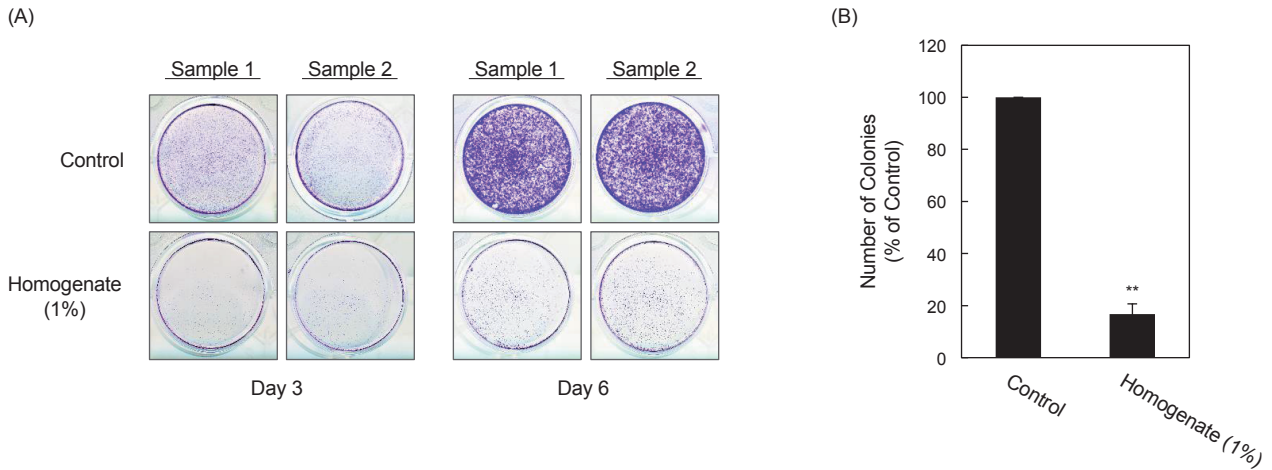 (A)
Sample 1
Sample 2
Sample 1
Sample 2
Control
Homogenate
(1%)
Day 3
Day 6
(B)
Number of Colonies
(% of Control)
120
100
80
60
40
20
0
**
Control
Homogenate (1%)